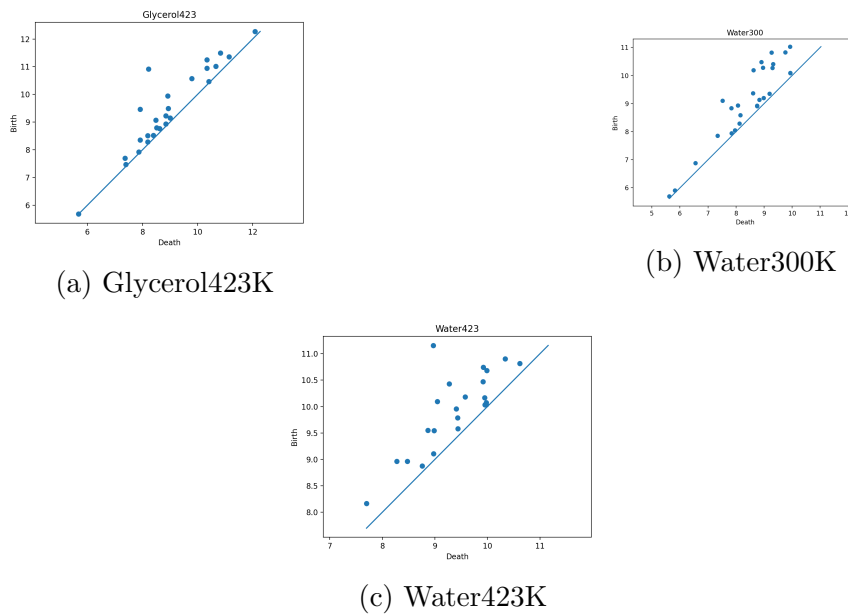 Glycerol423
Birth
12
11
10
9
8
7
6
6 8 10 12
Death
(a) Glycerol423K
Water300
Birth
11
10
9
8
7
6
5 6 7 8 9 10 11 12
Death
(b) Water300K
Water423
Birth
11.0
10.5
10.0
9.5
9.0
8.5
8.0
7 8 9 10 11
Death
(c) Water423K